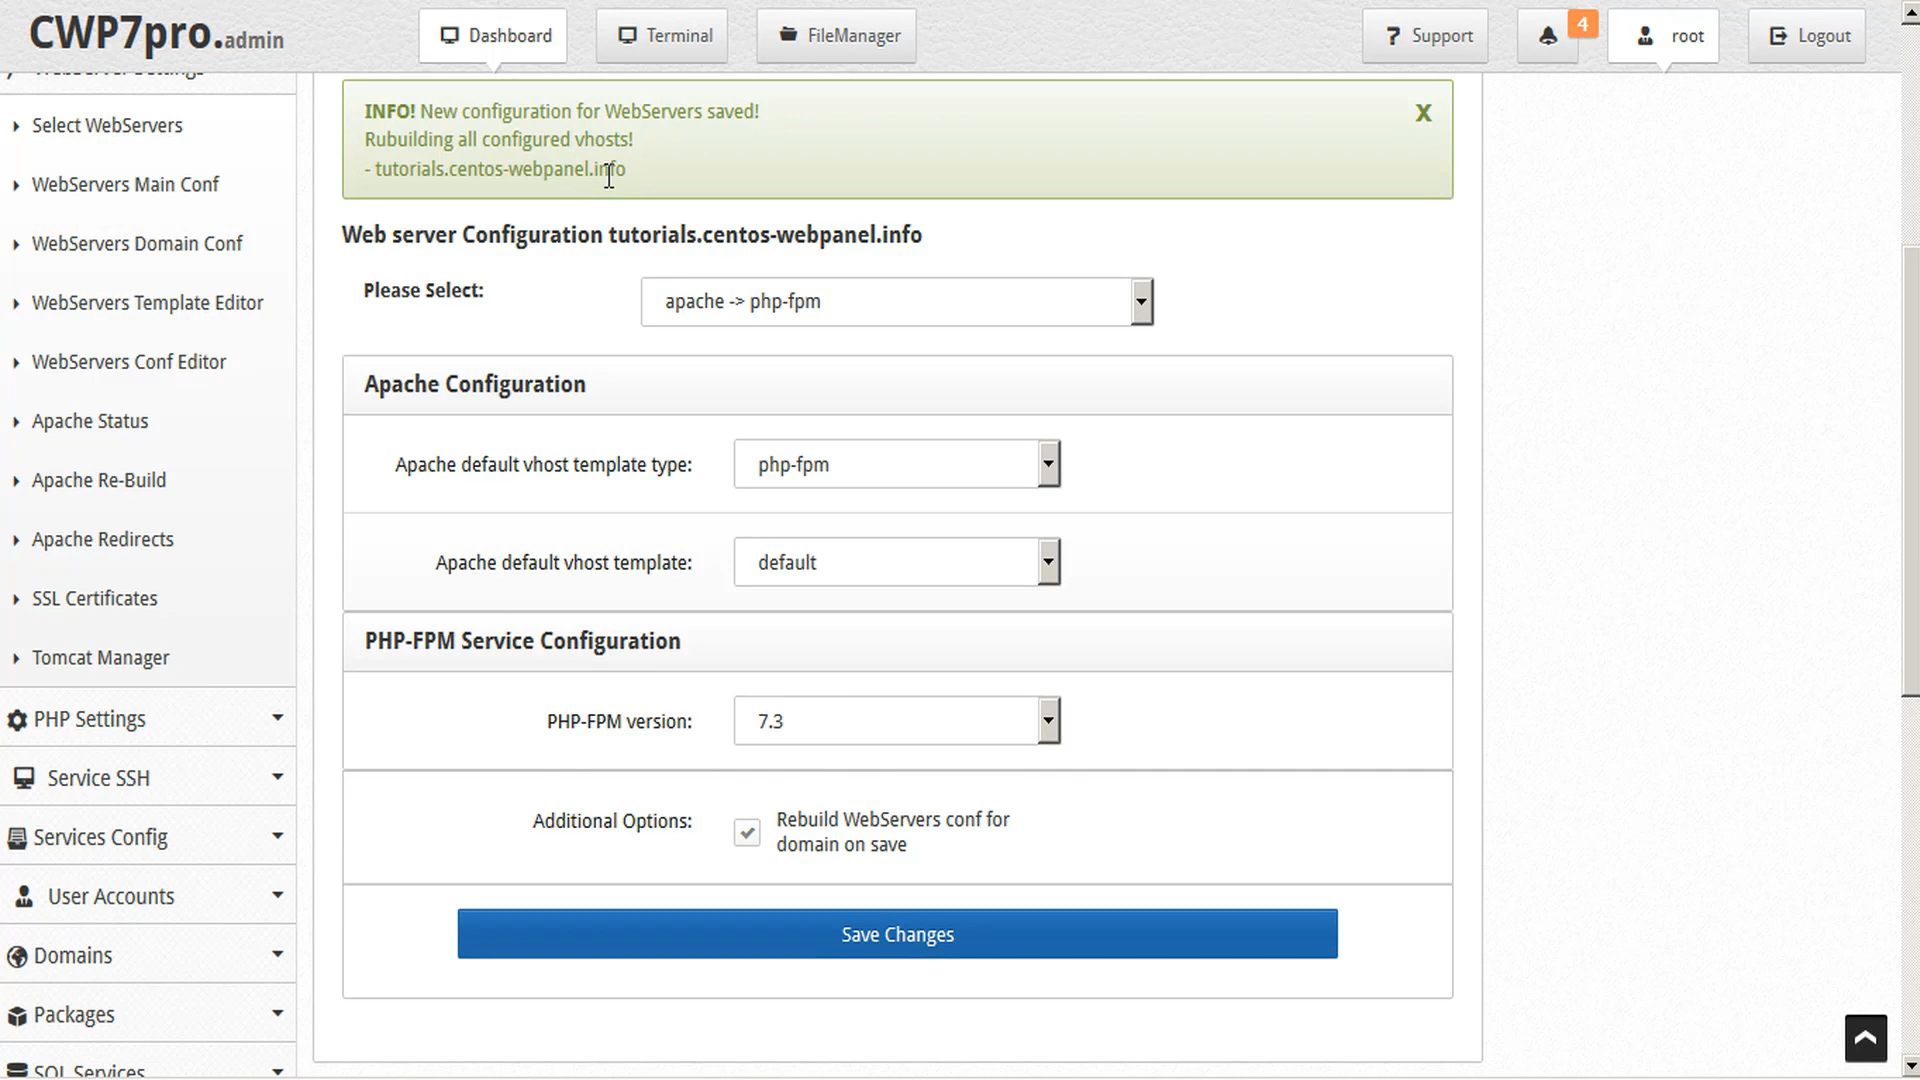 CWP7pro.admin
Dashboard
Terminal
FileManager
? Support
4
root
Logout
WebServer Settings
Select WebServers
WebServers Main Conf
WebServers Domain Conf
WebServers Template Editor
WebServers Conf Editor
Apache Status
Apache Re-Build
Apache Redirects
SSL Certificates
Tomcat Manager
PHP Settings
Service SSH
Services Config
User Accounts
Domains
Packages
SQL Services
INFO! New configuration for WebServers saved!
X
Rubuilding all configured vhosts!
- tutorials.centos-webpanel.info
Web server Configuration tutorials.centos-webpanel.info
Please Select:
apache -> php-fpm
Apache Configuration
Apache default vhost template type:
php-fpm
Apache default vhost template:
default
PHP-FPM Service Configuration
PHP-FPM version:
7.3
Additional Options:
Rebuild WebServers conf for
domain on save
Save Changes